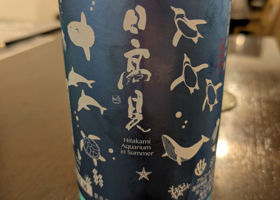 日高見
Hitakami
Aquarium
in Summer